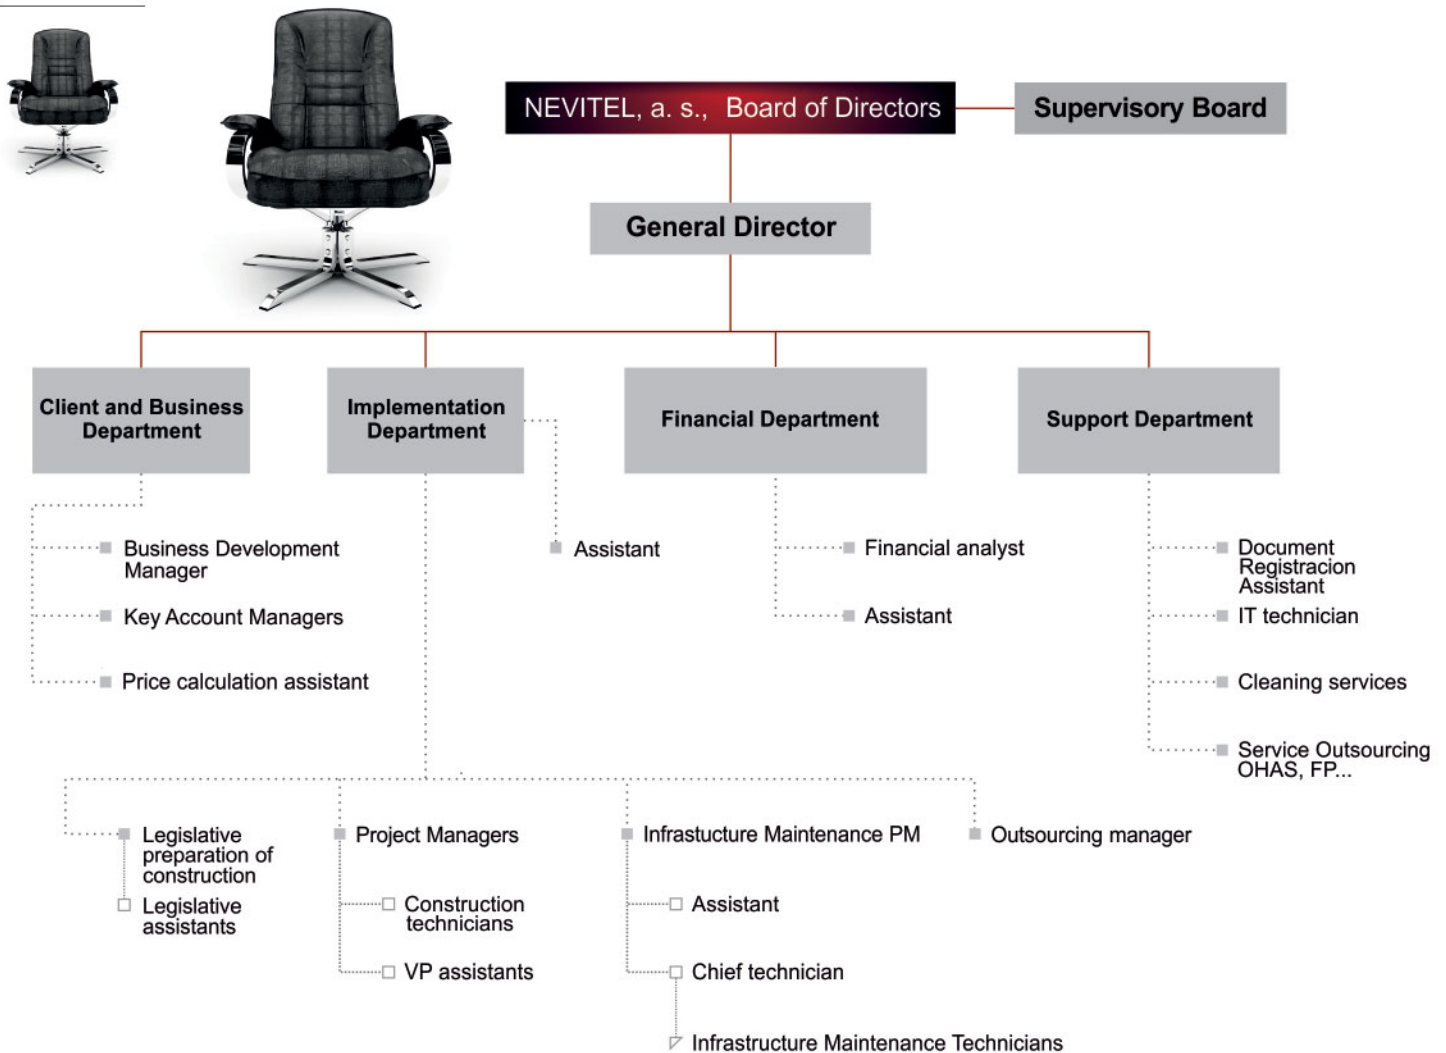 NEVITEL, a. s., Board of Directors
Supervisory Board
General Director
Client and Business
Department
Implementation
Department
Financial Department
Support Department
Business Development
Manager
Key Account Managers
Price calculation assistant
Assistant
Financial analyst
Assistant
Document
Registracion
Assistant
IT technician
Cleaning services
Service Outsourcing
OHAS, FP...
Legislative
preparation of
construction
Legislative
assistants
Project Managers
Construction
technicians
VP assistants
Infrastucture Maintenance PM
Assistant
Chief technician
Infrastructure Maintenance Technicians
Outsourcing manager